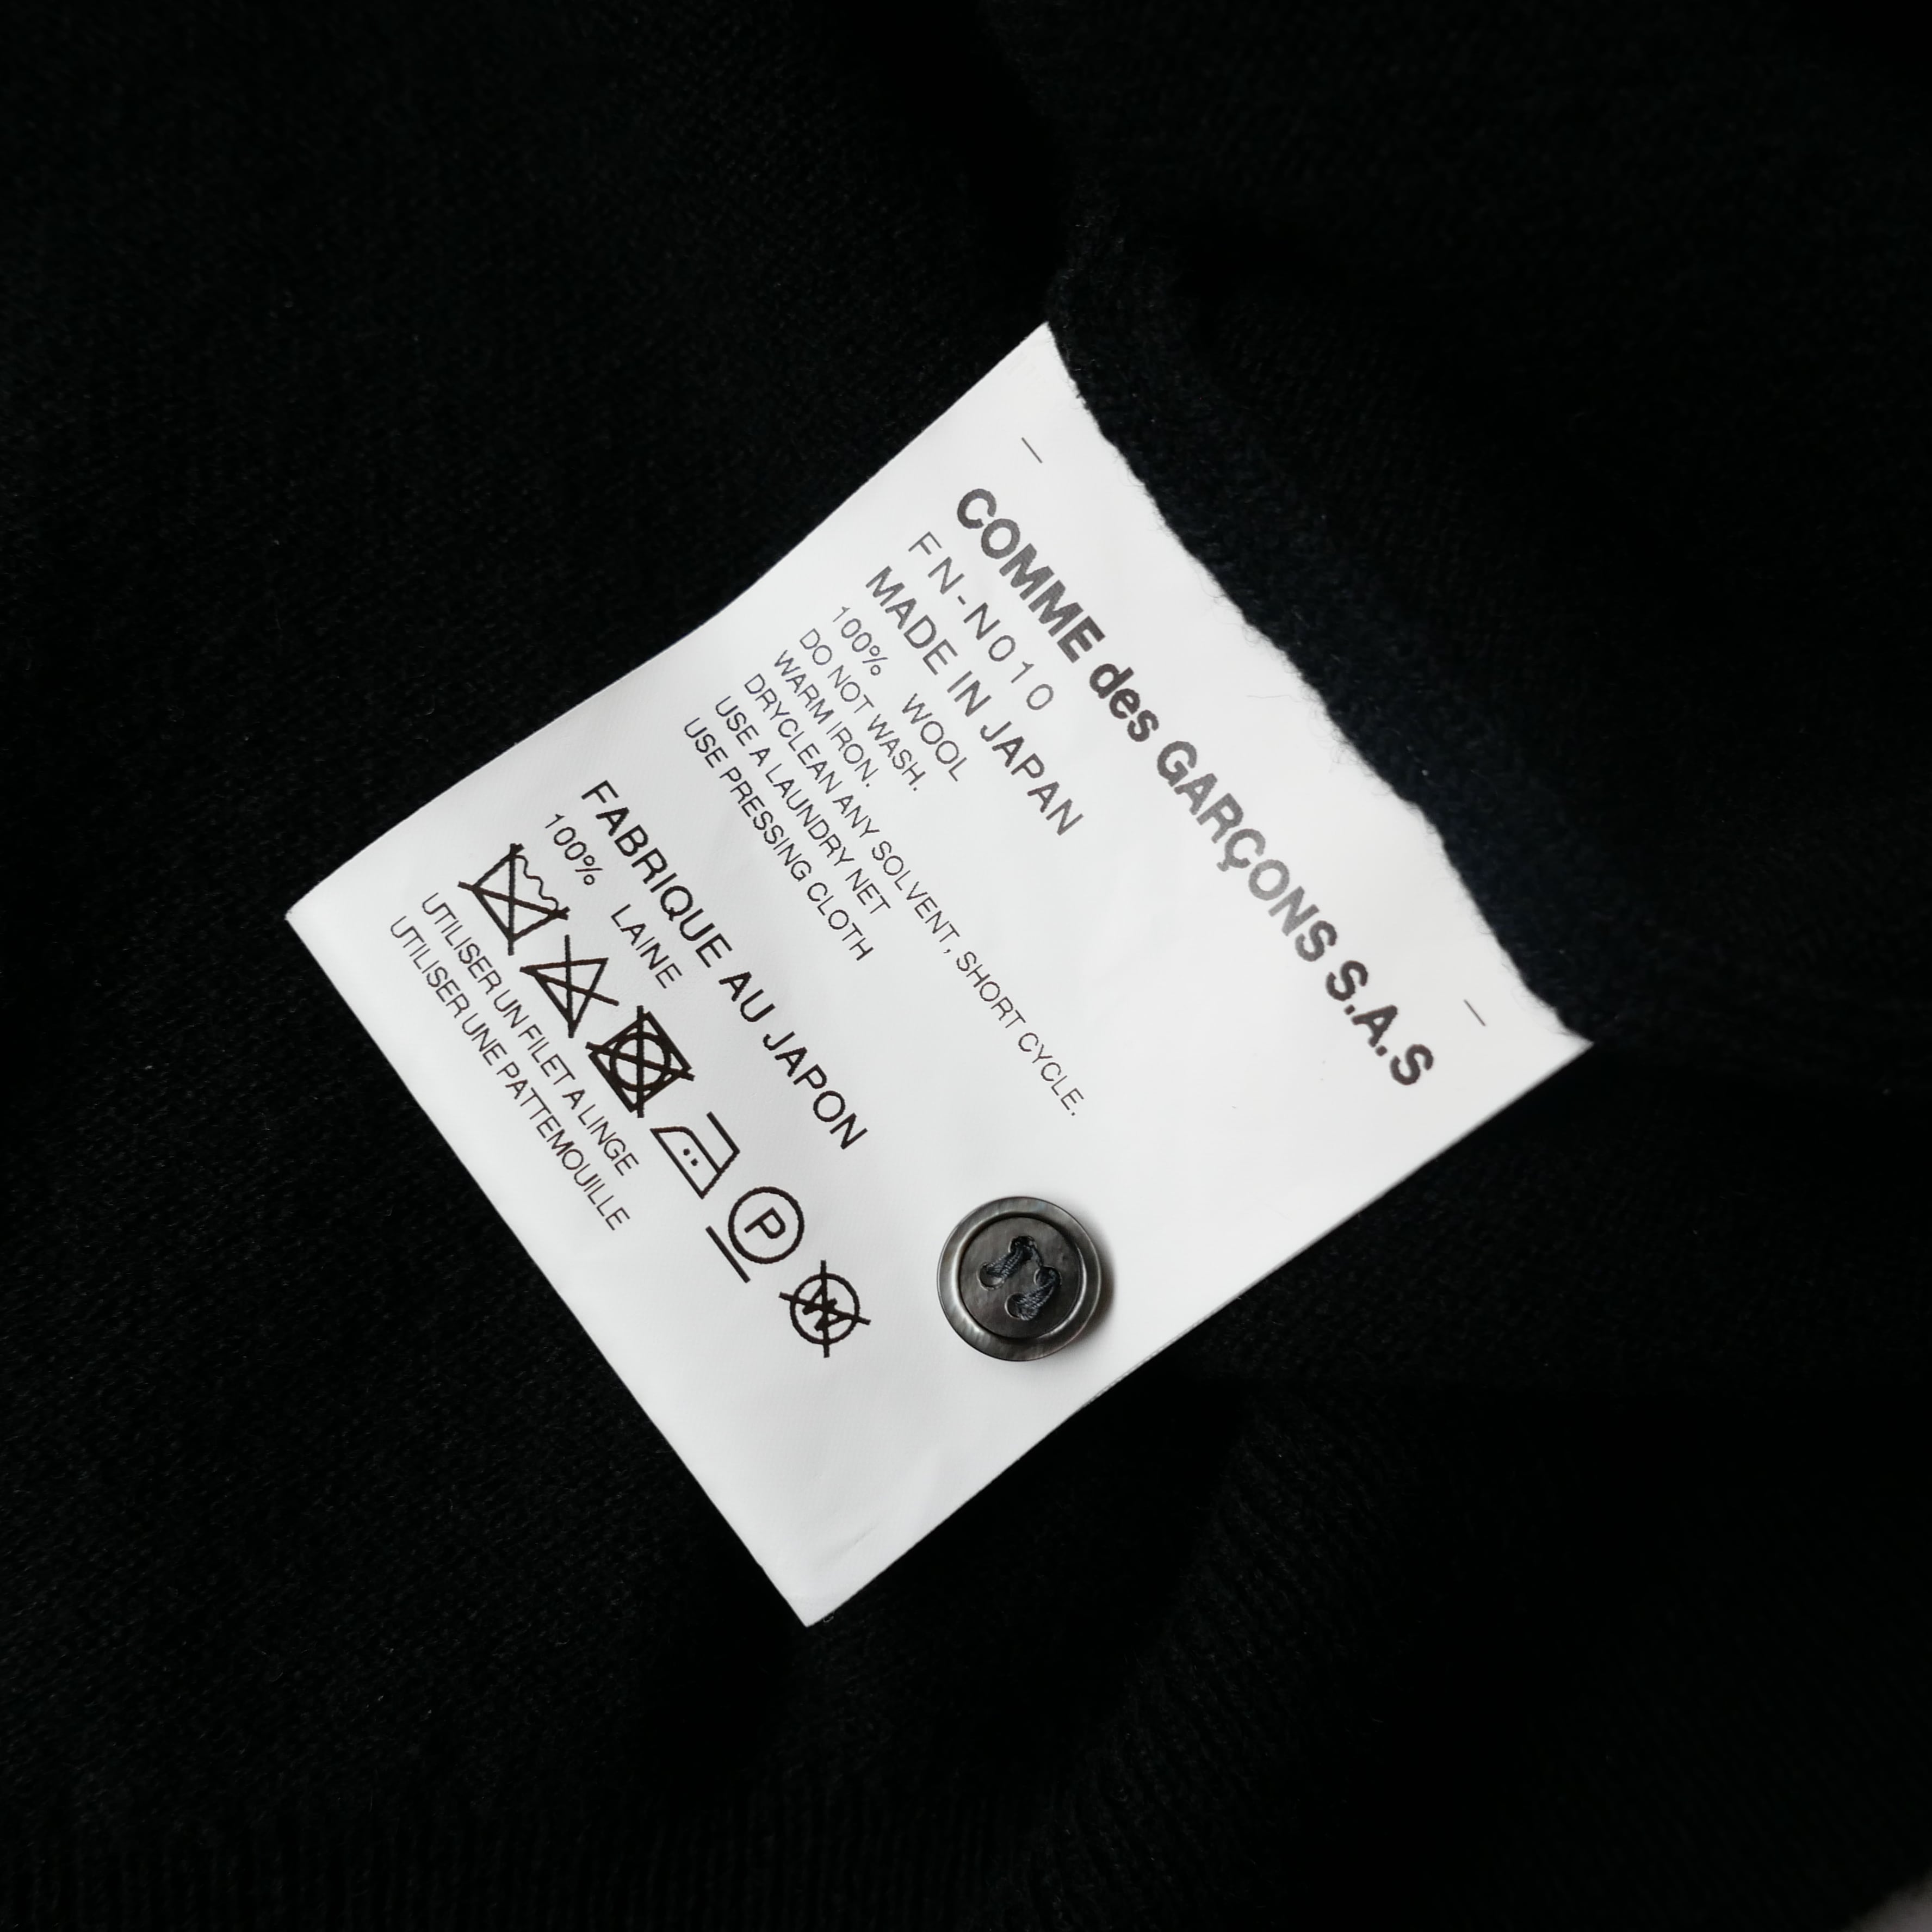 COMME des GARÇONS S.A.S
FN-N010
MADE IN JAPAN
100% WOOL
DO NOT WASH.
WARM IRON.
DRYCLEAN ANY SOLVENT, SHORT CYCLE.
USE A LAUNDRY NET
USE PRESSING CLOTH
FABRIQUE AU JAPON
100% LAINE
P W
UTILISER UN FILET A LINGE
UTILISER UNE PATTEMOUILLE